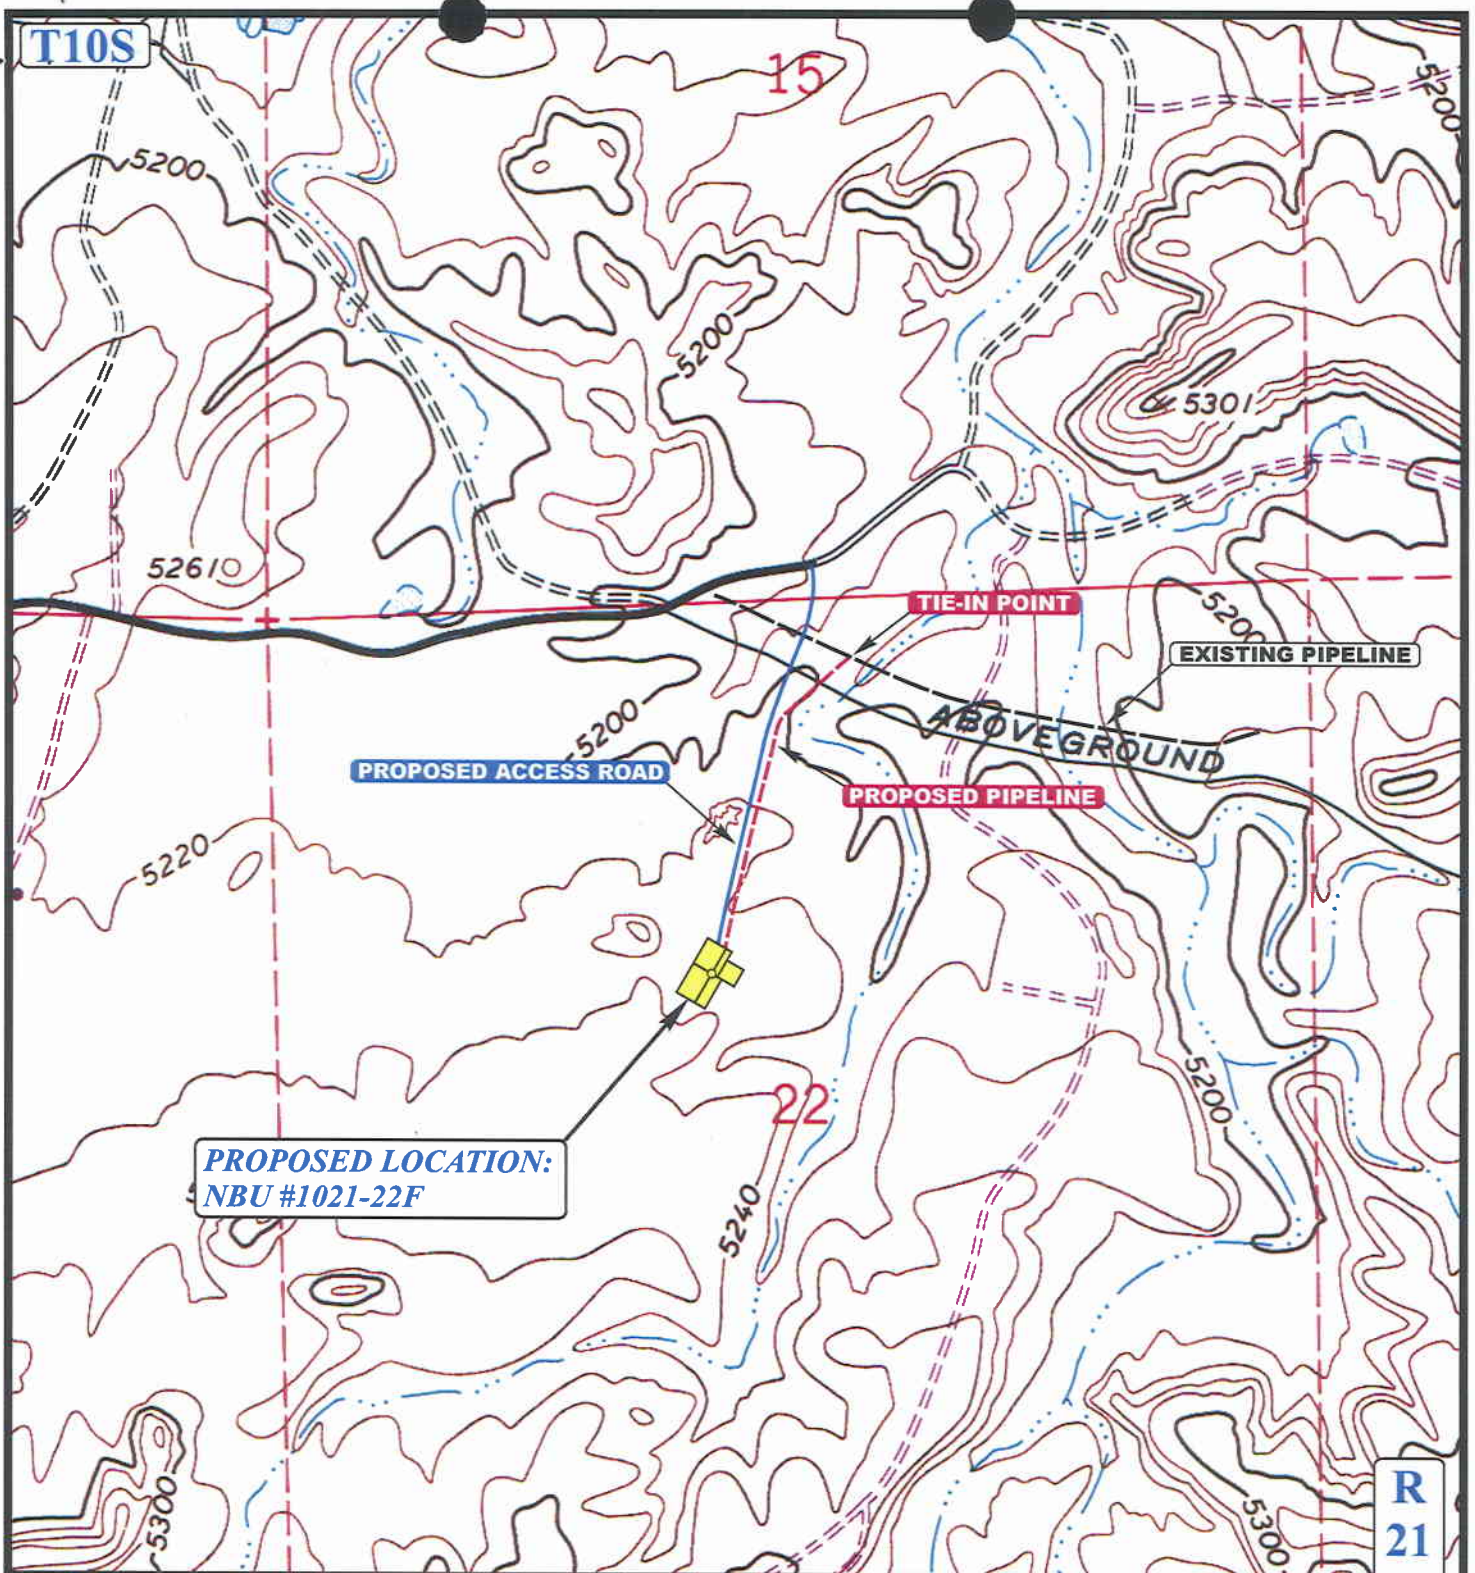 T10S
15
5200
5200
5200
5301
5261
TIE-IN POINT
5200
EXISTING PIPELINE
5200
ABOVEGROUND
PROPOSED ACCESS ROAD
PROPOSED PIPELINE
5220
5200
22
PROPOSED LOCATION:
NBU #1021-22F
5240
5300
5300
R
21